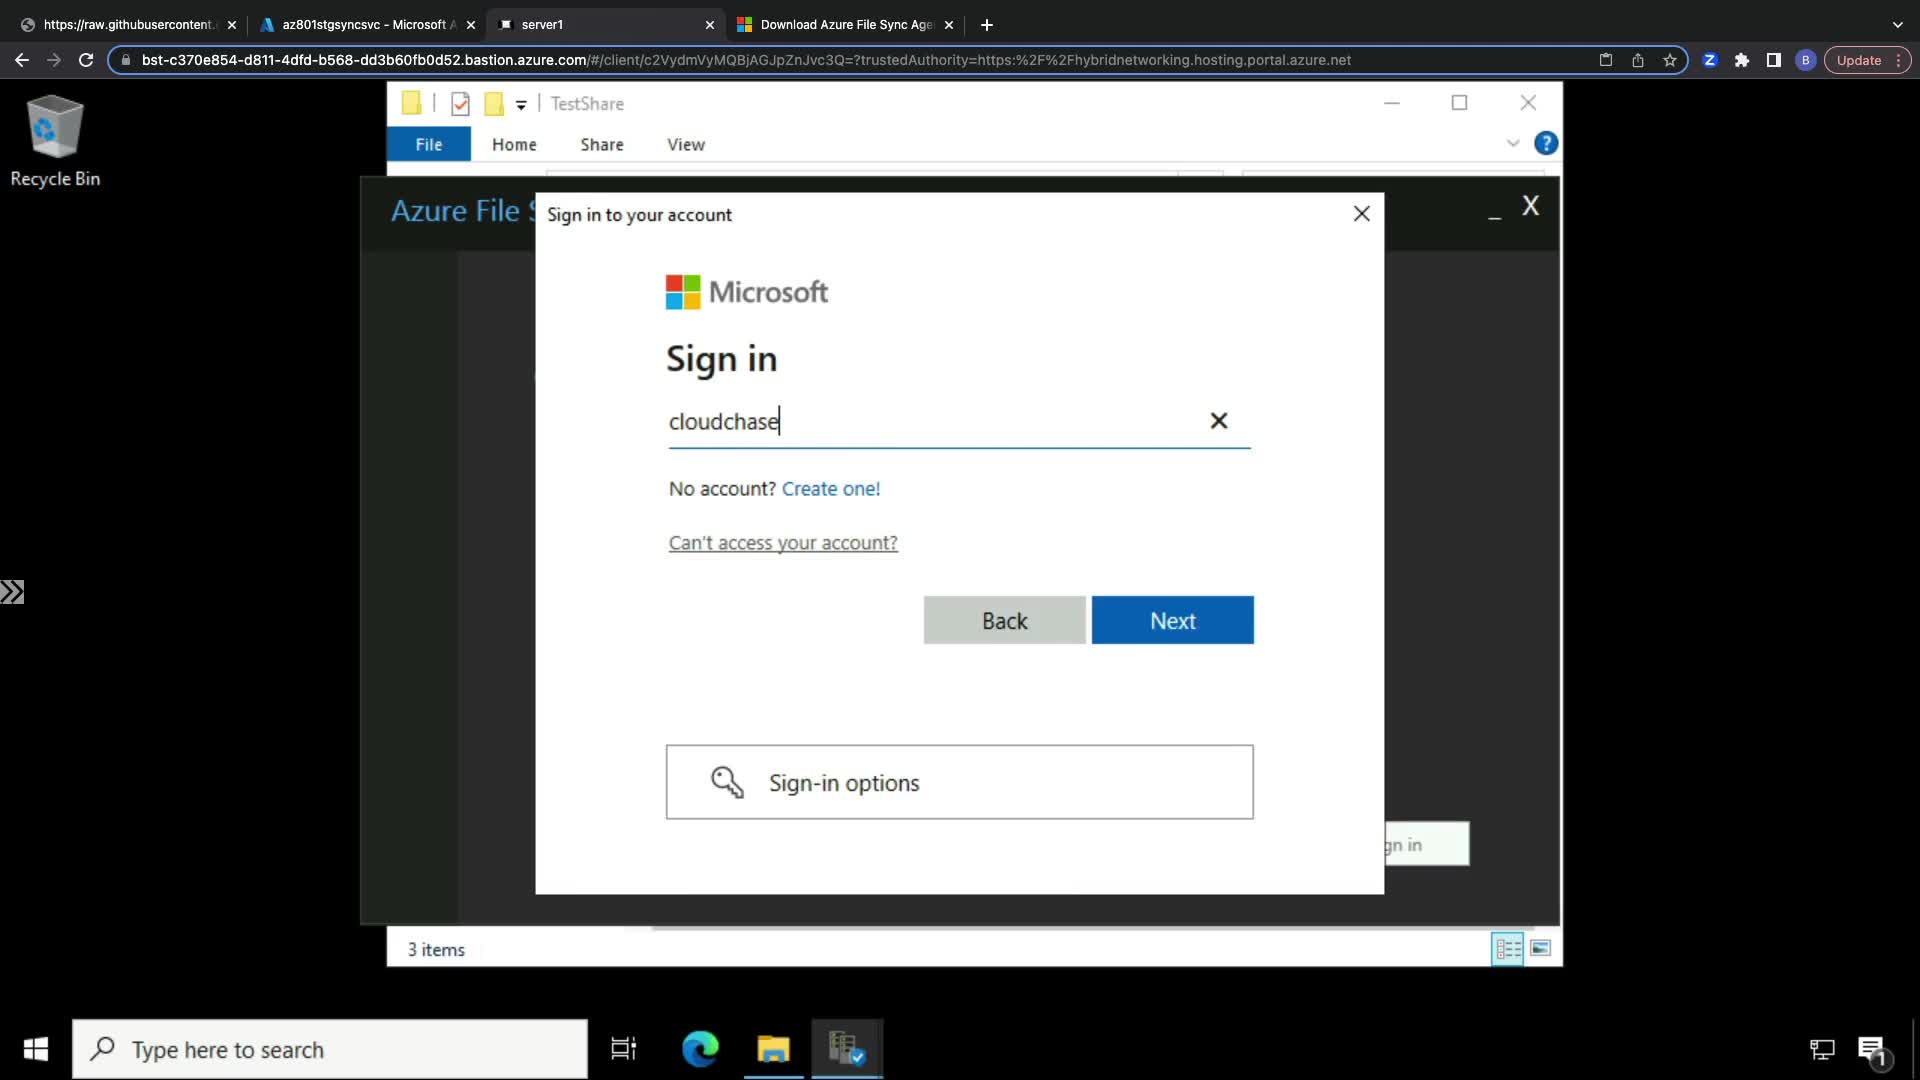 https://raw.githubusercontent.
az801stgsyncsvc - Microsoft A
server1
Download Azure File Sync Age
bst-c370e854-d811-4dfd-b568-dd3b60fb0d52.bastion.azure.com/#/client/c2VydmVyMQBjAGJpZnJvc3Q=?trustedAuthority=https:%2F%2Fhybridnetworking.hosting.portal.azure.net
Z
B
Update
Recycle Bin
TestShare
File
Home
Share
View
?
Azure File S
Sign in to your account
_ X
Microsoft
Sign in
cloudchase
No account? Create one!
Can't access your account?
Back
Next
Sign-in options
gn in
3 items
Type here to search
1